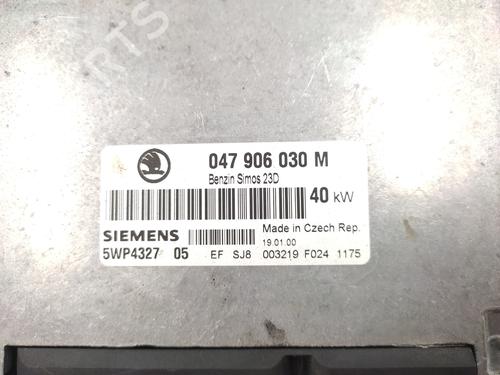 PARTS
047 906 030 M
Benzin Simos 23D
40 kW
SIEMENS
Made in Czech Rep.
19.01.00
5WP4327 05 EF SJ8 003219 F024 1175